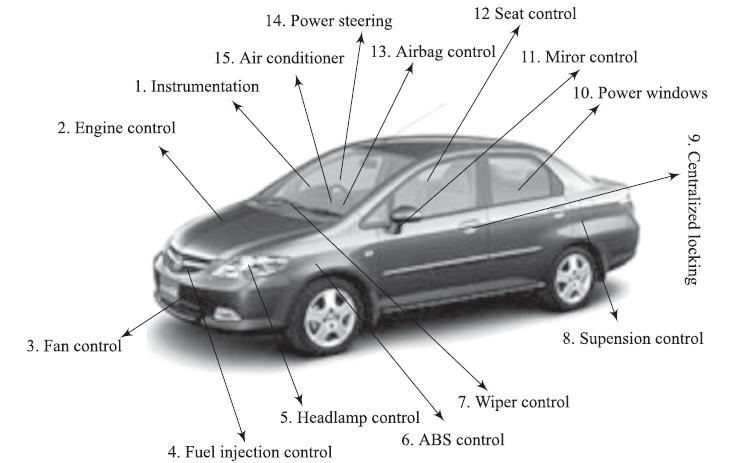 12 Seat control
14. Power steering
13. Airbag control
15. Air conditioner
11. Miror control
1. Instrumentation
10. Power windows
2. Engine control
9. Centralized locking
8. Supension control
3. Fan control
7. Wiper control
5. Headlamp control
6. ABS control
4. Fuel injection control